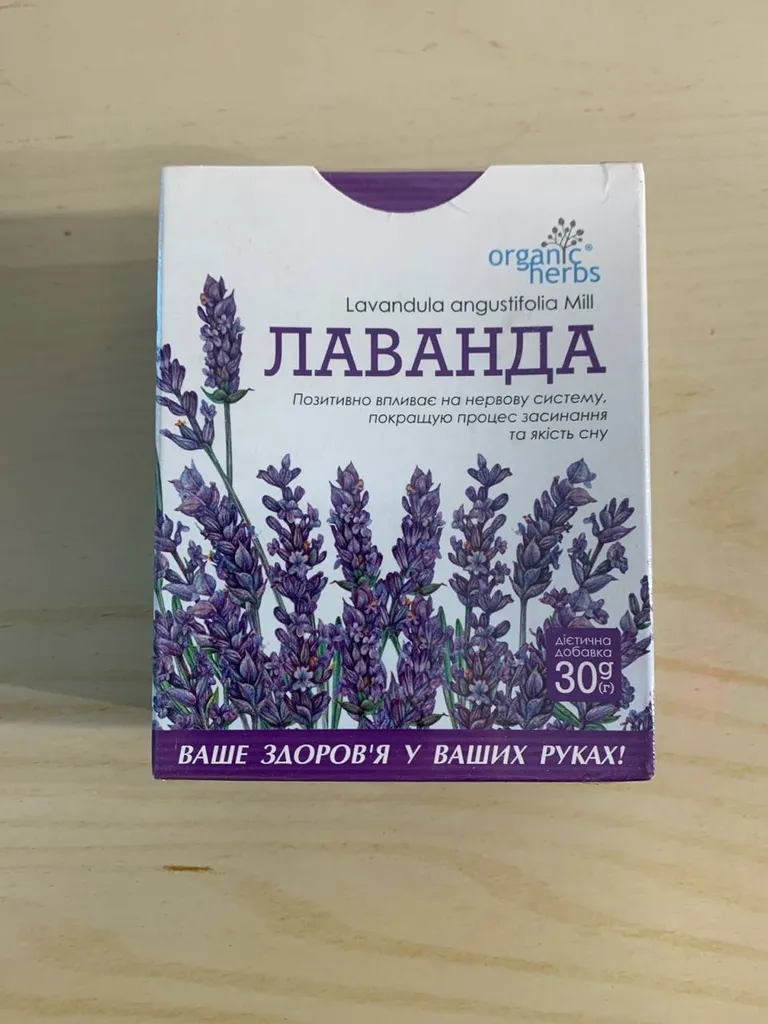 organic®
herbs
Lavandula angustifolia Mill
ЛАВАНДА
Позитивно впливає на нервову систему,
покращую процес засинання
та якість сну
дієтична
добавка
30g
(г)
ВАШЕ ЗДОРОВ'Я У ВАШИХ РУКАХ!